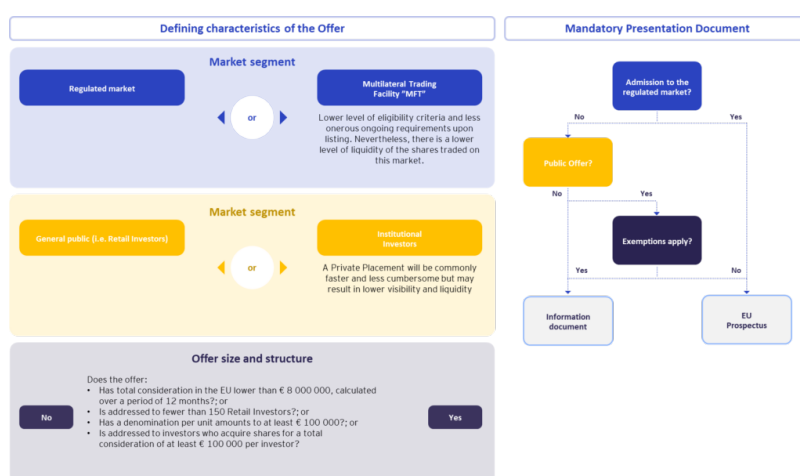 Defining characteristics of the Offer
Market segment
Regulated market
or
Multilateral Trading
Facility "MFT"
Lower level of eligibility criteria and less
onerous ongoing requirements upon
listing. Nevertheless, there is a lower
level of liquidity of the shares traded on
this market.
Market segment
General public (i.e. Retail Investors)
or
Institutional
Investors
A Private Placement will be commonly
faster and less cumbersome but may
result in lower visibility and liquidity
Offer size and structure
Does the offer:
• Has total consideration in the EU lower than € 8 000 000, calculated
over a period of 12 months?; or
• Is addressed to fewer than 150 Retail Investors?; or
• Has a denomination per unit amounts to at least € 100 000?; or
• Is addressed to investors who acquire shares for a total
consideration of at least € 100 000 per investor?
No
Yes
Mandatory Presentation Document
Admission to the
regulated market?
No
Yes
Public Offer?
No
Yes
Exemptions apply?
Yes
No
Information
document
EU
Prospectus